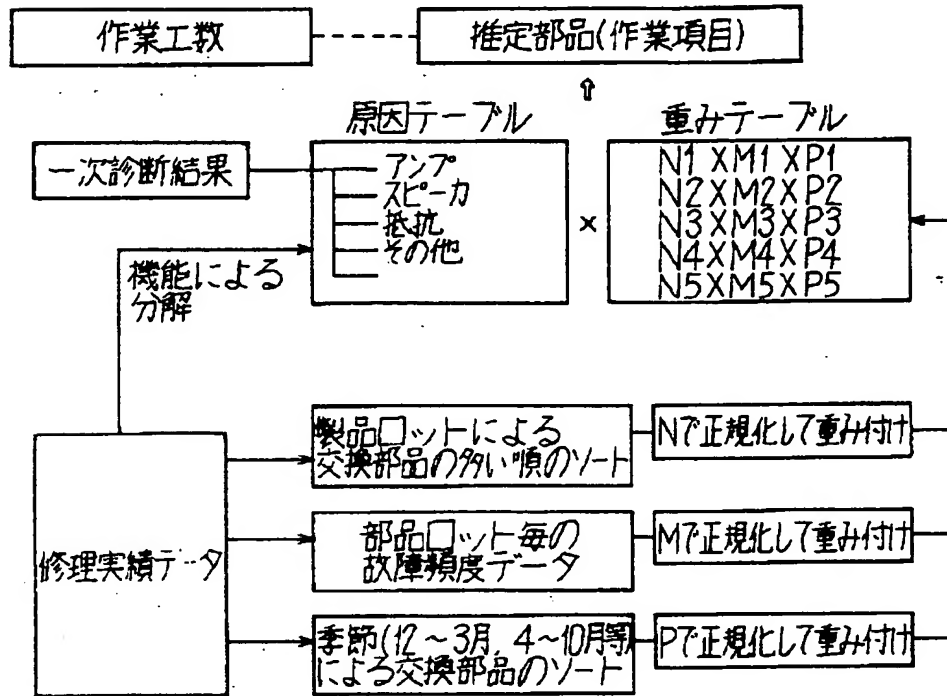 作業工数
推定部品(作業項目)
⇧
原因テーブル
重みテーブル
一次診断結果
アンプ
スピーカ
抵抗
その他
×
N1XM1XP1
N2XM2XP2
N3XM3XP3
N4XM4XP4
N5XM5XP5
機能による
分解
修理実績データ
製品ロットによる
交換部品の多い順のソート
Nで正規化して重み付け
部品ロット毎の
故障頻度データ
Mで正規化して重み付け
季節(12～3月,4～10月等)
による交換部品のソート
Pで正規化して重み付け